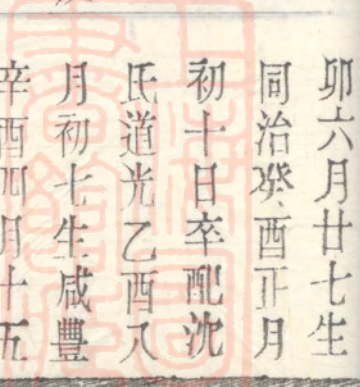 卯六月廿七生
同治癸酉正月
初十日卒配沈
氏道光乙酉八
月初七生咸豐
辛酉四月十五